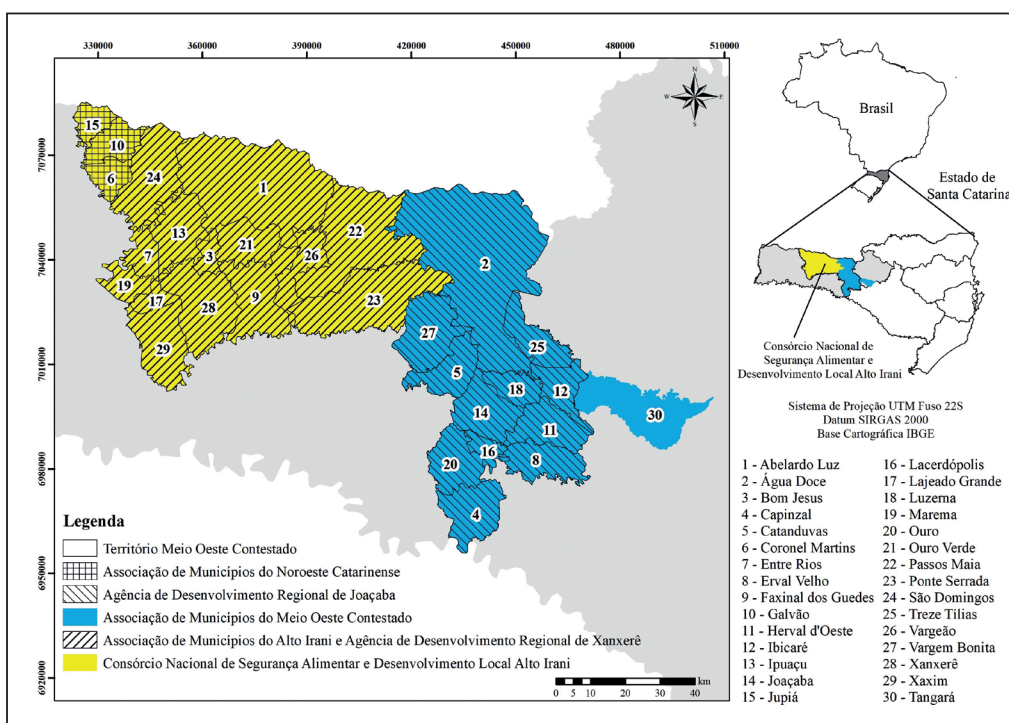 330000 360000 390000 420000 450000 480000 510000
7070000
7040000
7010000
6980000
6950000
6920000
N
W E
S
15
10
6
24
1
13
7
3
21
26
22
19
17
28
9
23
29
2
27
25
5
18
12
14
11
30
16
20
8
4
Legenda
Território Meio Oeste Contestado
Associação de Municípios do Noroeste Catarinense
Agência de Desenvolvimento Regional de Joaçaba
Associação de Municípios do Meio Oeste Contestado
Associação de Municípios do Alto Irani e Agência de Desenvolvimento Regional de Xanxerê
Consórcio Nacional de Segurança Alimentar e Desenvolvimento Local Alto Irani
0 5 10 20 30 40 km
Brasil
Estado de
Santa Catarina
Consórcio Nacional de
Segurança Alimentar e
Desenvolvimento Local Alto Irani
Sistema de Projeção UTM Fuso 22S
Datum SIRGAS 2000
Base Cartográfica IBGE
1 - Abelardo Luz
2 - Água Doce
3 - Bom Jesus
4 - Capinzal
5 - Catanduvas
6 - Coronel Martins
7 - Entre Rios
8 - Erval Velho
9 - Faxinal dos Guedes
10 - Galvão
11 - Herval d'Oeste
12 - Ibicaré
13 - Ipuaçu
14 - Joaçaba
15 - Jupiá
16 - Lacerdópolis
17 - Lajeado Grande
18 - Luzerna
19 - Marema
20 - Ouro
21 - Ouro Verde
22 - Passos Maia
23 - Ponte Serrada
24 - São Domingos
25 - Treze Tilias
26 - Vargeão
27 - Vargem Bonita
28 - Xanxerê
29 - Xaxim
30 - Tangará